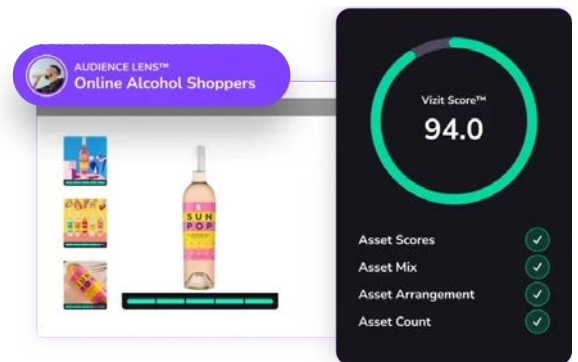 AUDIENCE LENS™
Online Alcohol Shoppers
SUN
POP
Vizit Score™
94.0
Asset Scores
Asset Mix
Asset Arrangement
Asset Count